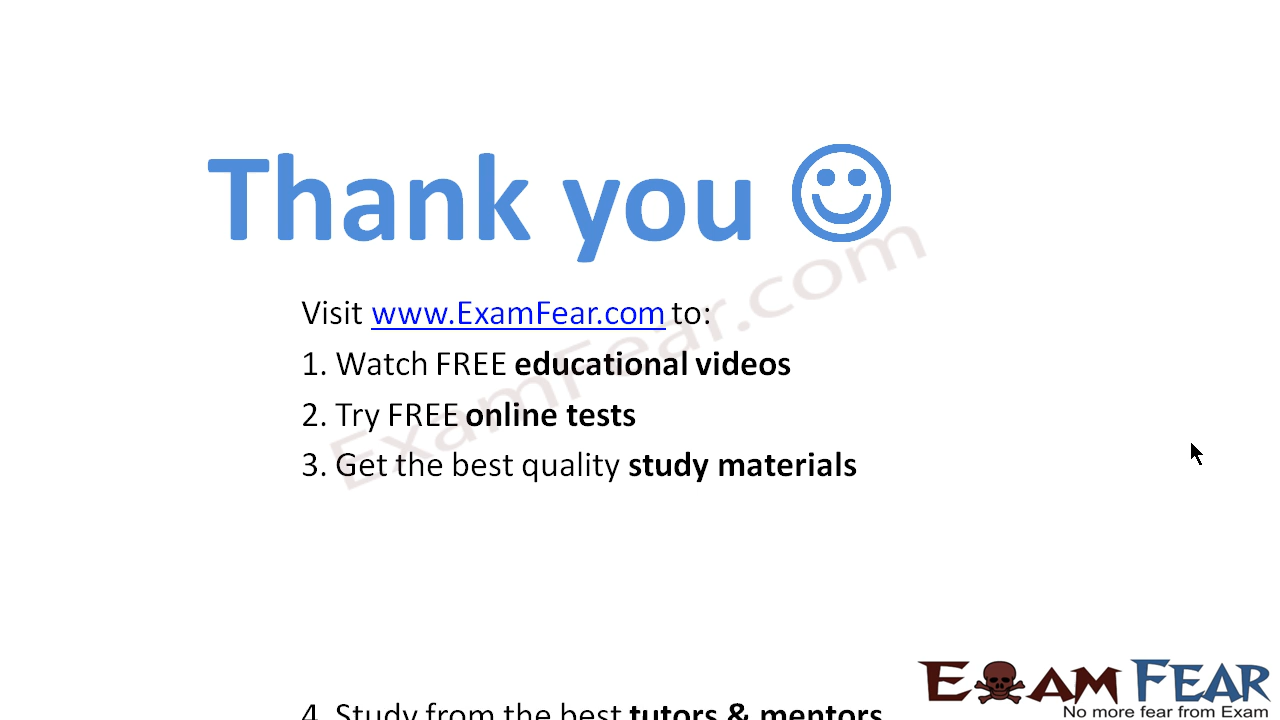 Thank you
Visit www.ExamFear.com to:
1. Watch FREE educational videos
2. Try FREE online tests
3. Get the best quality study materials
4. Study from the best tutors & mentors
ExamFear.com
EXAM FEAR
No more fear from Exam